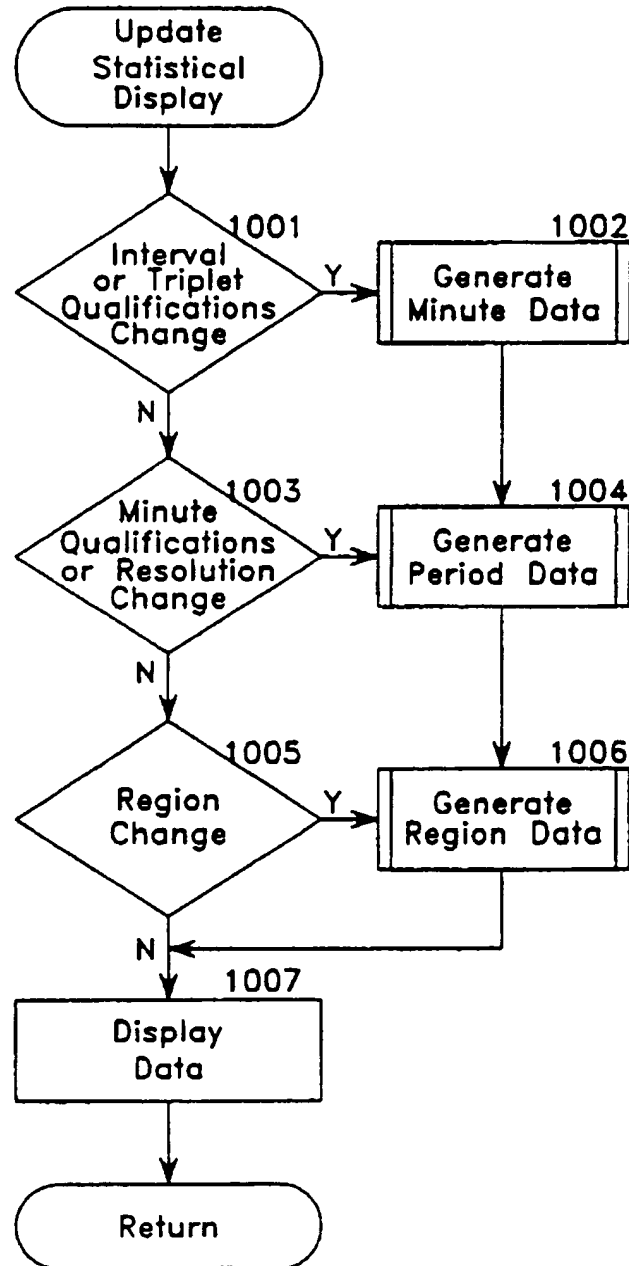 Update
Statistical
Display
1001
Interval
or Triplet
Qualifications
Change
Y
N
1002
Generate
Minute Data
1003
Minute
Qualifications
or Resolution
Change
Y
N
1004
Generate
Period Data
1005
Region
Change
Y
N
1006
Generate
Region Data
1007
Display
Data
Return